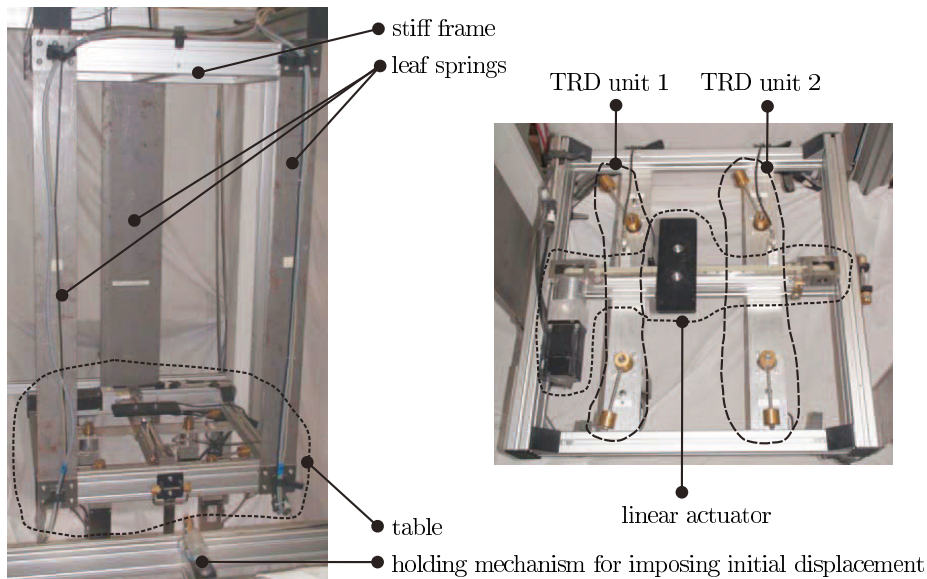 stiff frame
leaf springs
TRD unit 1
TRD unit 2
linear actuator
table
holding mechanism for imposing initial displacement